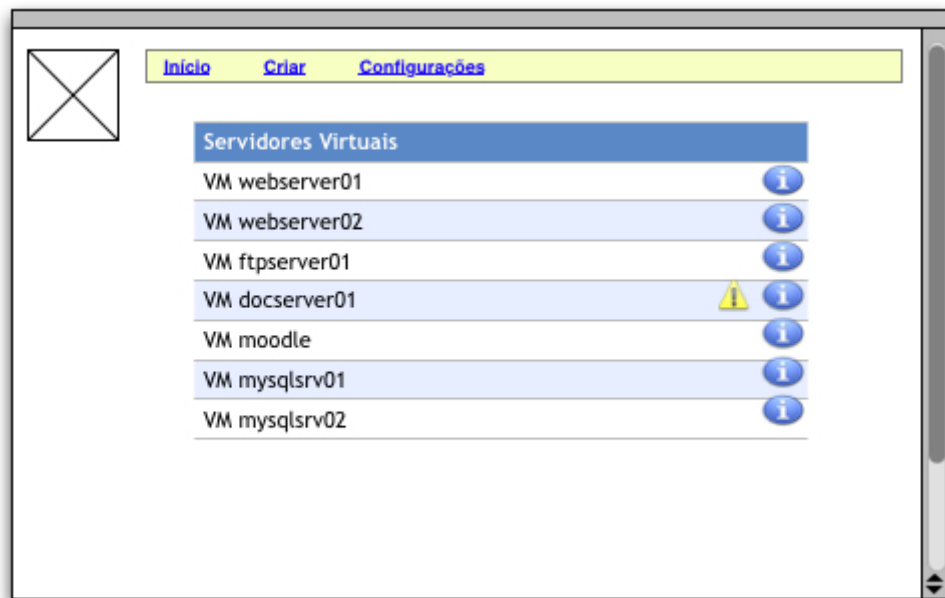 Início Criar Configurações
Servidores Virtuais
VM webserver01
VM webserver02
VM ftpserver01
VM docserver01
VM moodle
VM mysqlsrv01
VM mysqlsrv02